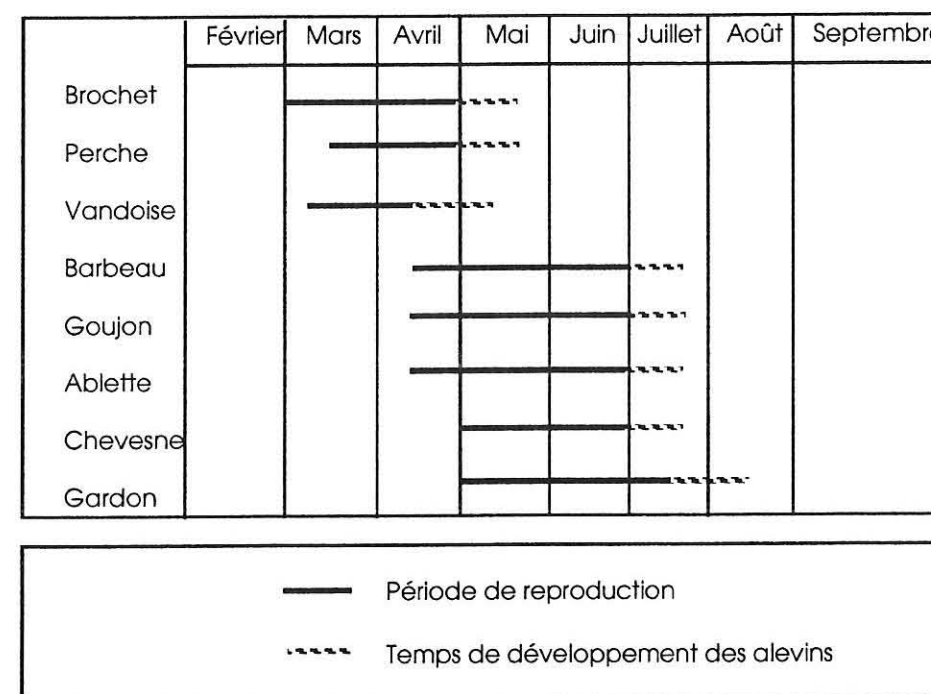 Février Mars Avril Mai Juin Juillet Août Septembre
Brochet
Perche
Vandoise
Barbeau
Goujon
Ablette
Chevesne
Gardon
Période de reproduction
Temps de développement des alevins